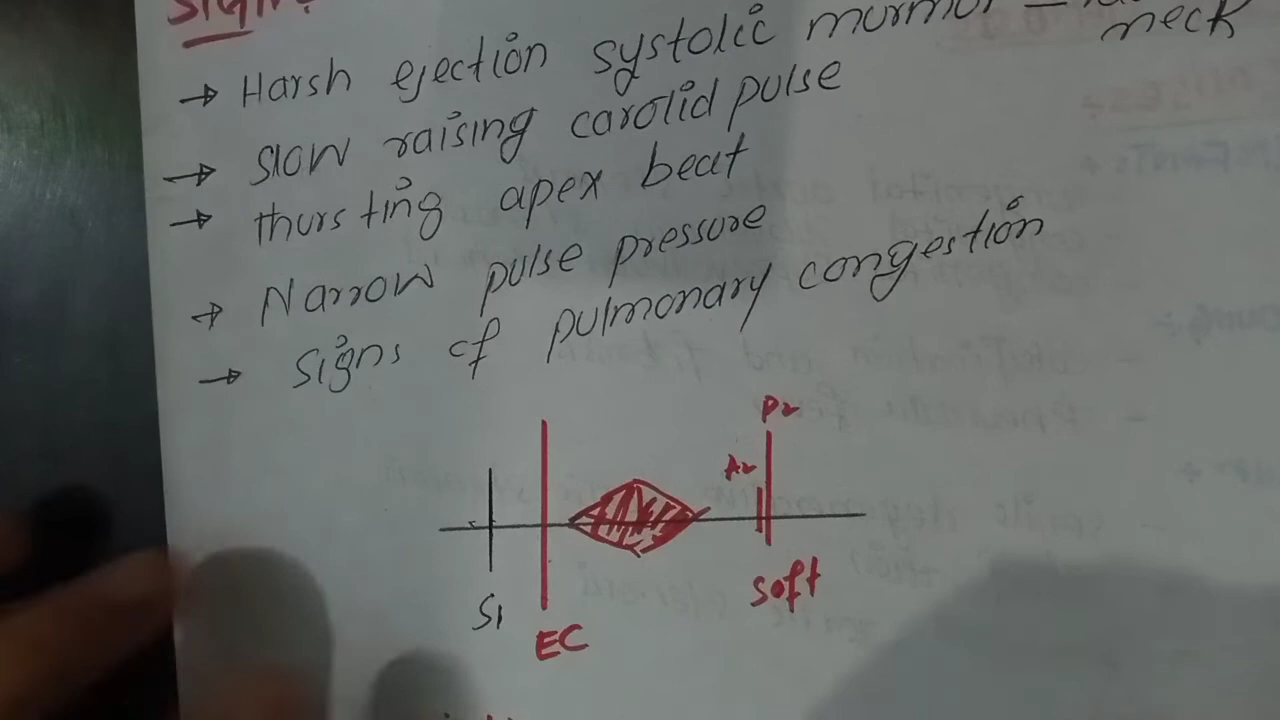 Signs
→ Harsh ejection systolic murmur –
neck
→ Slow raising carotid pulse
→ thursting apex beat
→ Narrow pulse pressure
→ Signs of pulmonary congestion
P2
A2
S1
EC
soft